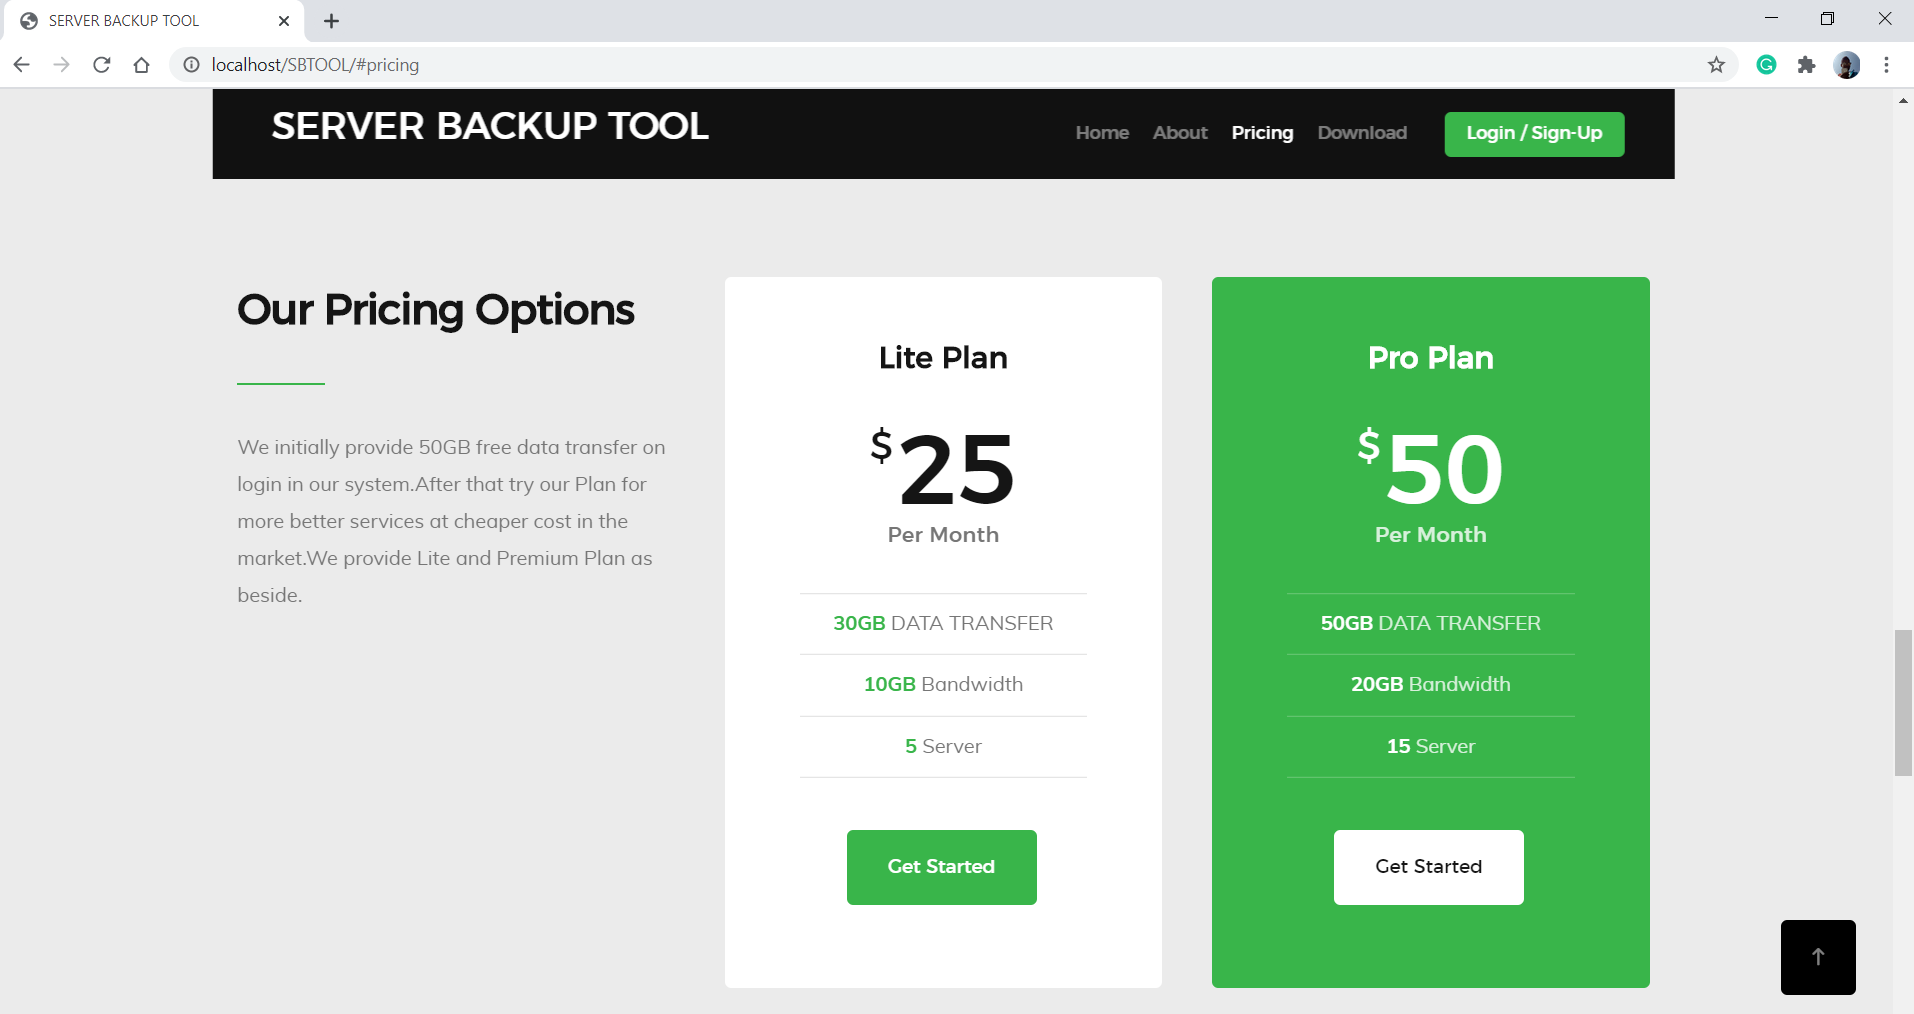 SERVER BACKUP TOOL
localhost/SBTOOL/#pricing
SERVER BACKUP TOOL
Home About Pricing Download Login / Sign-Up
Our Pricing Options
We initially provide 50GB free data transfer on
login in our system.After that try our Plan for
more better services at cheaper cost in the
market.We provide Lite and Premium Plan as
beside.
Lite Plan
$25
Per Month
30GB DATA TRANSFER
10GB Bandwidth
5 Server
Get Started
Pro Plan
$50
Per Month
50GB DATA TRANSFER
20GB Bandwidth
15 Server
Get Started